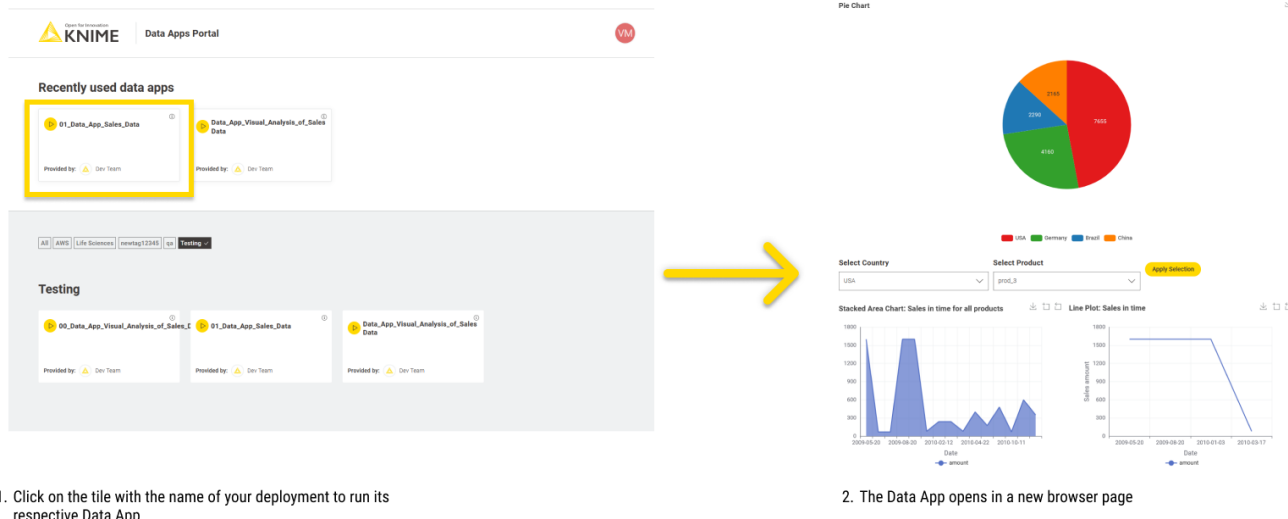 Open for Innovation
KNIME
Data Apps Portal
VM
Recently used data apps
01_Data_App_Sales_Data
Data_App_Visual_Analysis_of_Sales
Data
Provided by: Dev Team
Provided by: Dev Team
All AWS Life Sciences newtag12345 qa Testing
Testing
00_Data_App_Visual_Analysis_of_Sales_D
01_Data_App_Sales_Data
Data_App_Visual_Analysis_of_Sales
Data
Provided by: Dev Team
Provided by: Dev Team
Provided by: Dev Team
1. Click on the tile with the name of your deployment to run its
respective Data App
Pie Chart
2165
2290
7655
4160
USA Germany Brazil China
Select Country
Select Product
USA
prod_3
Apply Selection
Stacked Area Chart: Sales in time for all products
1800
1500
1200
900
600
300
0
2009-05-20 2009-08-20 2010-02-12 2010-04-22 2010-10-11
Date
amount
Line Plot: Sales in time
Sales amount
1800
1500
1200
900
600
300
0
2009-05-20 2009-08-20 2010-01-03 2010-03-17
Date
amount
2. The Data App opens in a new browser page